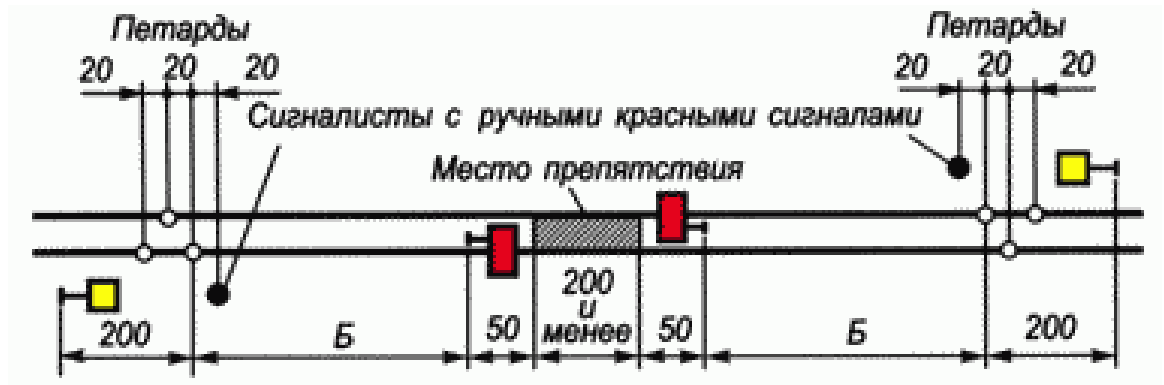 Петарды
Петарды
20 20 20
20 20 20
Сигналисты с ручными красными сигналами
Место препятствия
200
и
менее
200 Б 50 50 Б 200